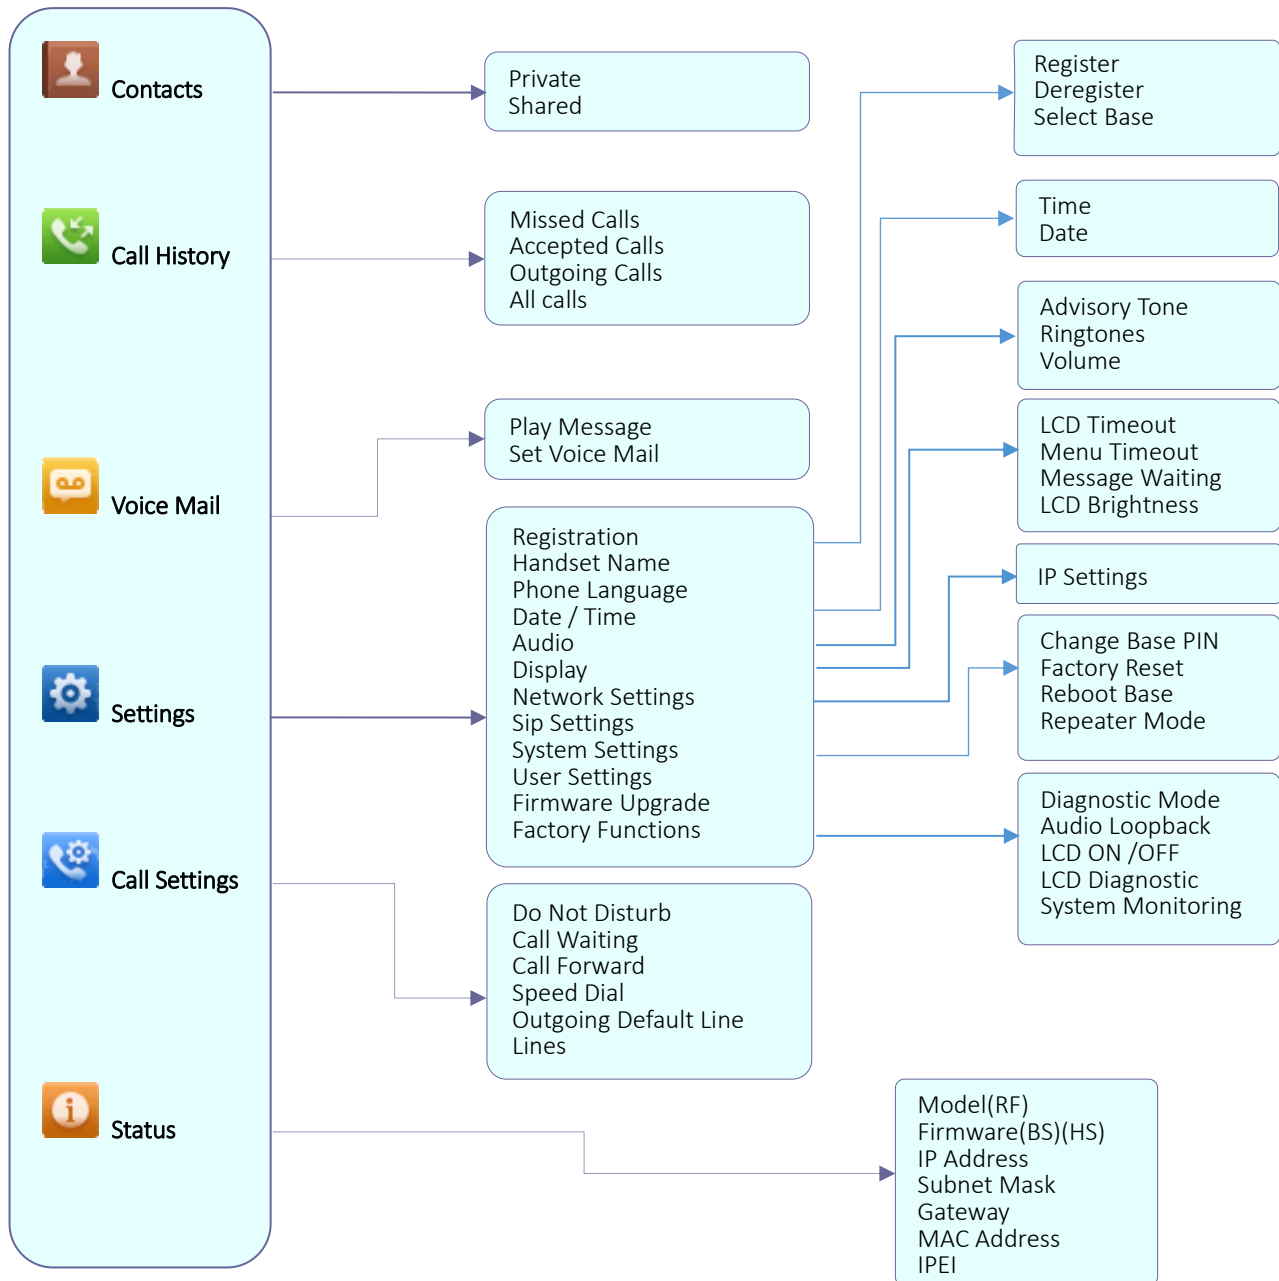 Contacts
Call History
Voice Mail
Settings
Call Settings
Status
Private
Shared
Missed Calls
Accepted Calls
Outgoing Calls
All calls
Play Message
Set Voice Mail
Registration
Handset Name
Phone Language
Date / Time
Audio
Display
Network Settings
Sip Settings
System Settings
User Settings
Firmware Upgrade
Factory Functions
Do Not Disturb
Call Waiting
Call Forward
Speed Dial
Outgoing Default Line
Lines
Register
Deregister
Select Base
Time
Date
Advisory Tone
Ringtones
Volume
LCD Timeout
Menu Timeout
Message Waiting
LCD Brightness
IP Settings
Change Base PIN
Factory Reset
Reboot Base
Repeater Mode
Diagnostic Mode
Audio Loopback
LCD ON /OFF
LCD Diagnostic
System Monitoring
Model(RF)
Firmware(BS)(HS)
IP Address
Subnet Mask
Gateway
MAC Address
IPEI